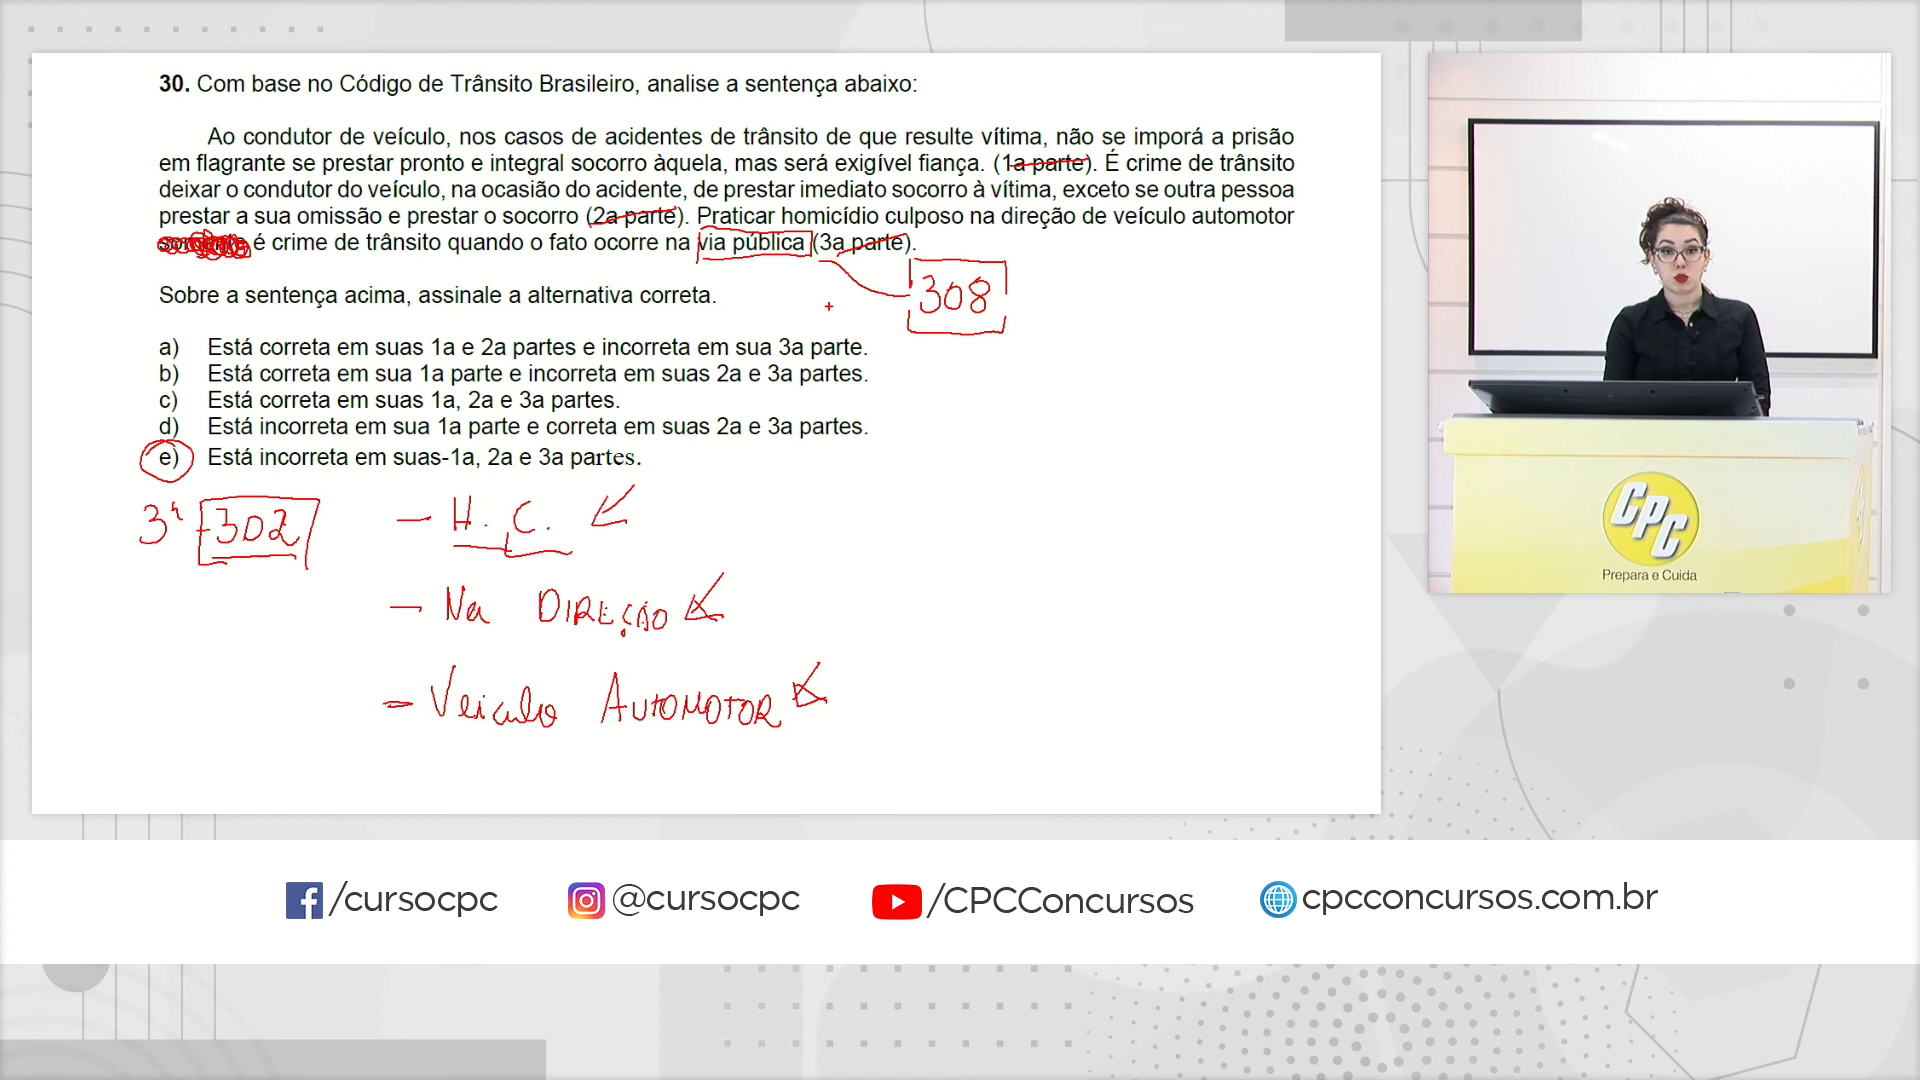 30. Com base no Código de Trânsito Brasileiro, analise a sentença abaixo:
Ao condutor de veículo, nos casos de acidentes de trânsito de que resulte vítima, não se imporá a prisão
em flagrante se prestar pronto e integral socorro àquela, mas será exigível fiança. (1a parte). É crime de trânsito
deixar o condutor do veículo, na ocasião do acidente, de prestar imediato socorro à vítima, exceto se outra pessoa
prestar a sua omissão e prestar o socorro (2a parte). Praticar homicídio culposo na direção de veículo automotor
é crime de trânsito quando o fato ocorre na via pública (3a parte).
308
Sobre a sentença acima, assinale a alternativa correta.
a) Está correta em suas 1a e 2a partes e incorreta em sua 3a parte.
b) Está correta em sua 1a parte e incorreta em suas 2a e 3a partes.
c) Está correta em suas 1a, 2a e 3a partes.
d) Está incorreta em sua 1a parte e correta em suas 2a e 3a partes.
e) Está incorreta em suas-1a, 2a e 3a partes.
3ª - 302
- H. C.
- Na DIREÇÃO
- Veiculo AUTOMOTOR
CPC
Prepara e Cuida
/cursocpc
@cursocpc
/CPCConcursos
cpcconcursos.com.br